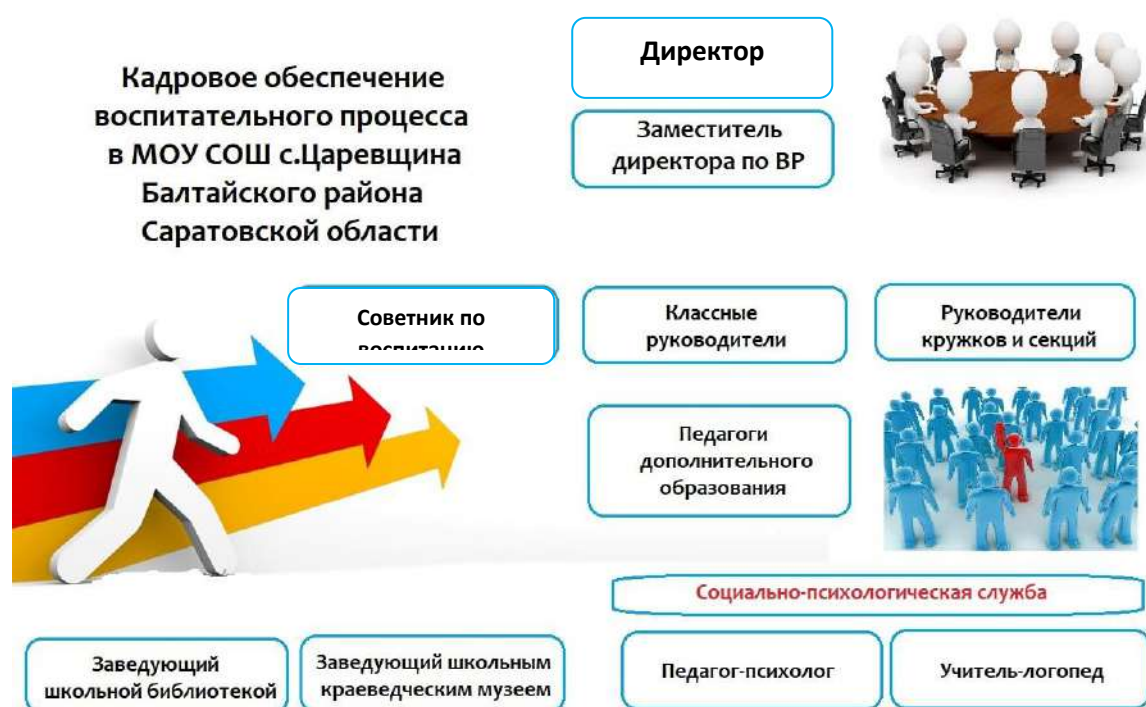 Кадровое обеспечение
воспитательного процесса
в МОУ СОШ с.Царевщина
Балтайского района
Саратовской области
Директор
Заместитель
директора по ВР
Советник по
воспитанию
Классные
руководители
Руководители
кружков и секций
Педагоги
дополнительного
образования
Социально-психологическая служба
Заведующий
школьной библиотекой
Заведующий школьным
краеведческим музеем
Педагог-психолог
Учитель-логопед